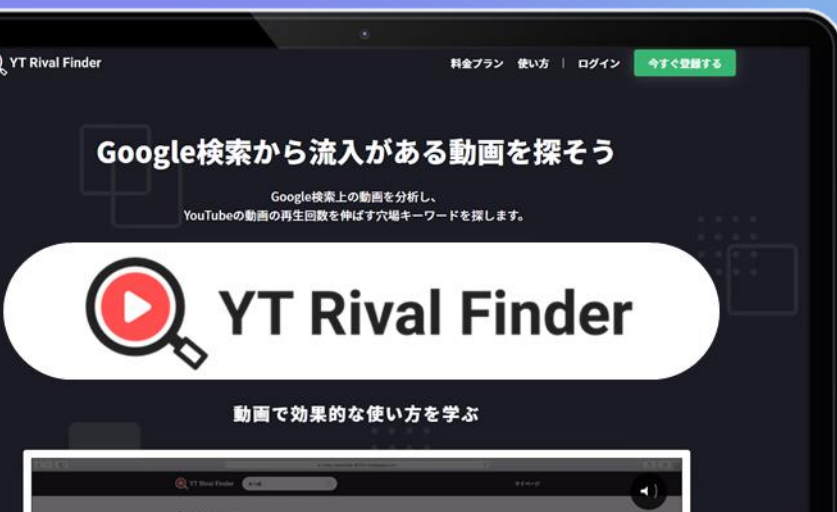 YT Rival Finder
料金プラン 使い方 | ログイン 今すぐ登録する
Google検索から流入がある動画を探そう
Google検索上の動画を分析し、
YouTubeの動画の再生回数を伸ばす穴場キーワードを探します。
YT Rival Finder
動画で効果的な使い方を学ぶ
YT Rival Finder
マイページ